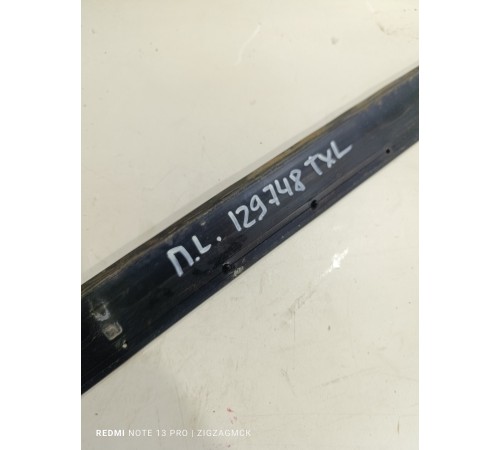 П.L. 129748 TXL
REDMI NOTE 13 PRO | ZIGZAGMCK